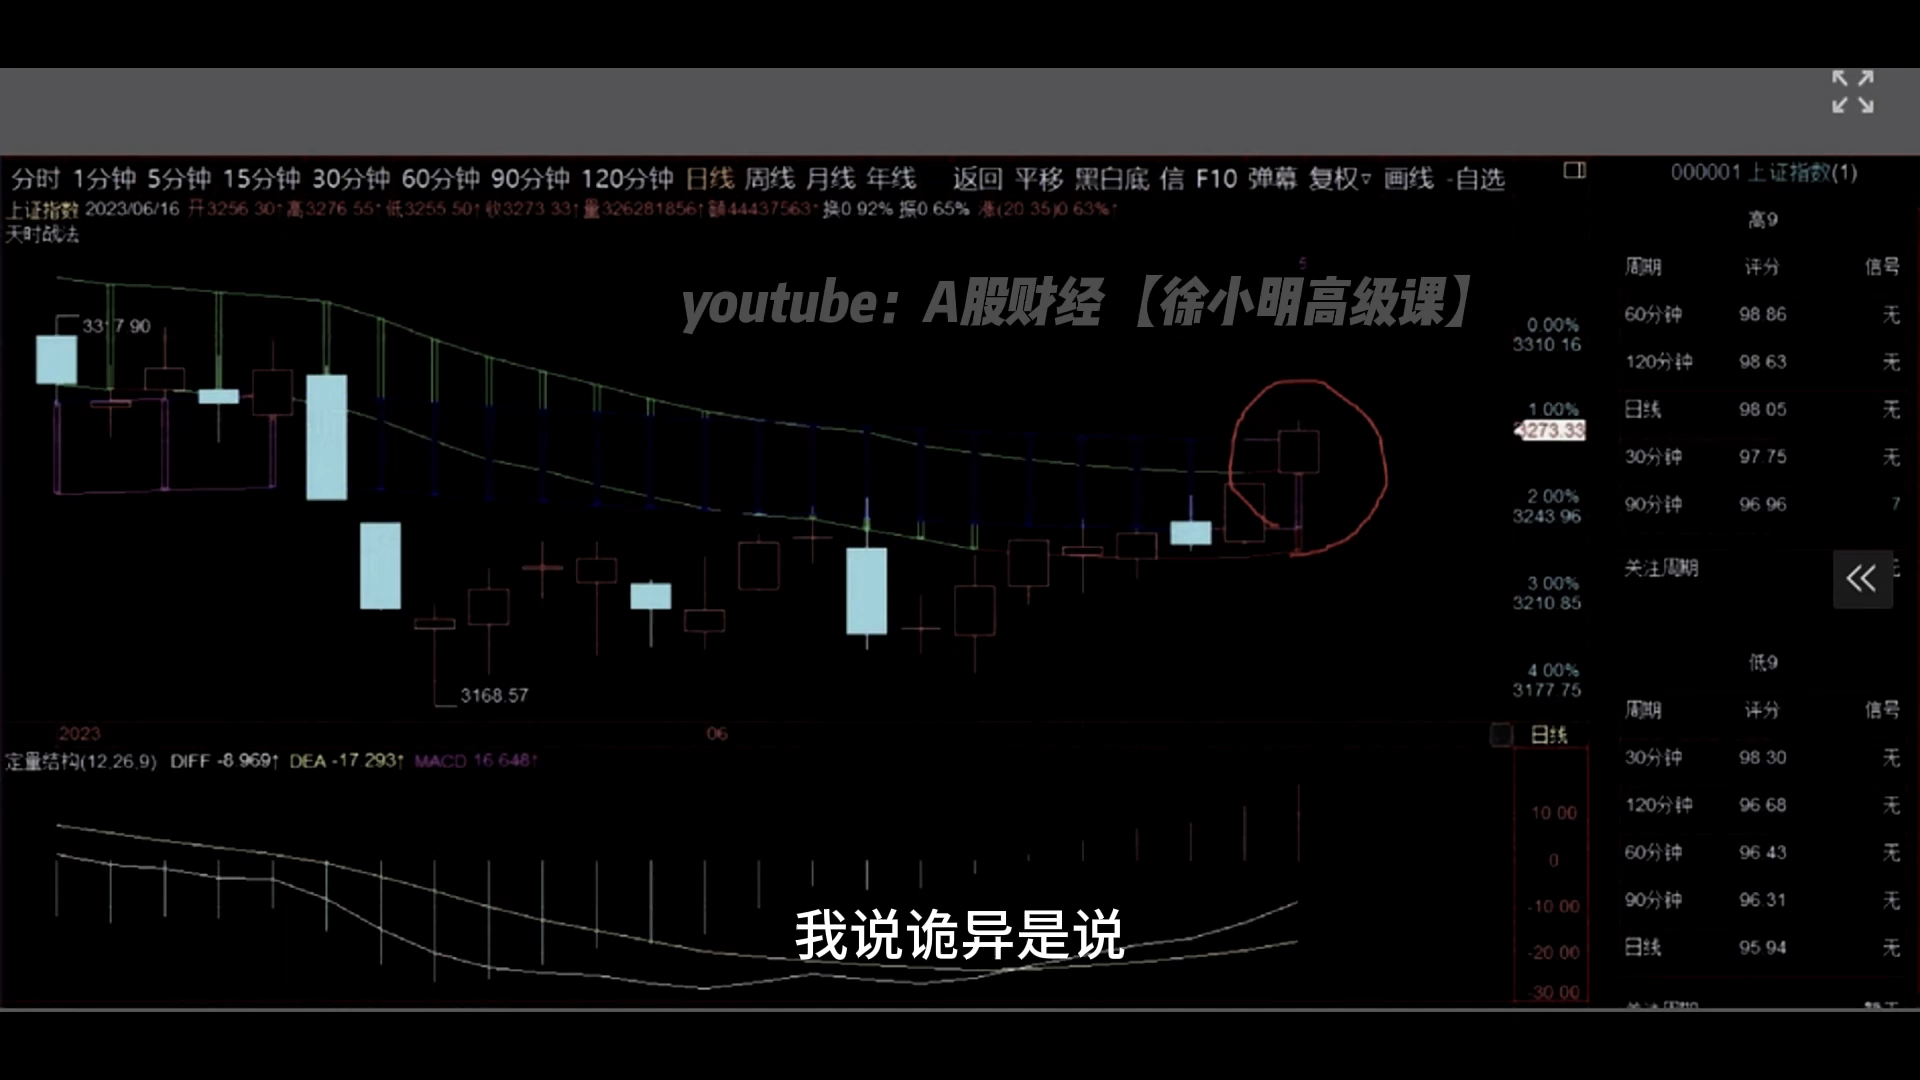 分时 1分钟 5分钟 15分钟 30分钟 60分钟 90分钟 120分钟 日线 周线 月线 年线 返回 平移 黑白底 信 F10 弹幕 复权▿ 画线 -自选
000001 上证指数(1)
上证指数 2023/06/16 开3256 30↑高3276 55↑低3255 50↑收3273 33↑量326281856↑额44437563↑换0 92% 振0 65% 涨(20 35)0 63%↑
天时战法
youtube：A股财经【徐小明高级课】
5
3317 90
3168.57
0.00%
3310 16
1 00%
3273.33
2 00%
3243 96
3 00%
3210 85
4 00%
3177 75
2023
06
日线
定量结构(12,26,9) DIFF -8 969↑ DEA -17 293↑ MACD 16 648↑
10 00
0
-10 00
-20 00
-30 00
我说诡异是说
高9
周期 评分 信号
60分钟 98 86 无
120分钟 98 63 无
日线 98 05 无
30分钟 97 75 无
90分钟 96 96 7
关注周期
低9
周期 评分 信号
30分钟 98 30 无
120分钟 96 68 无
60分钟 96 43 无
90分钟 96 31 无
日线 95 94 无